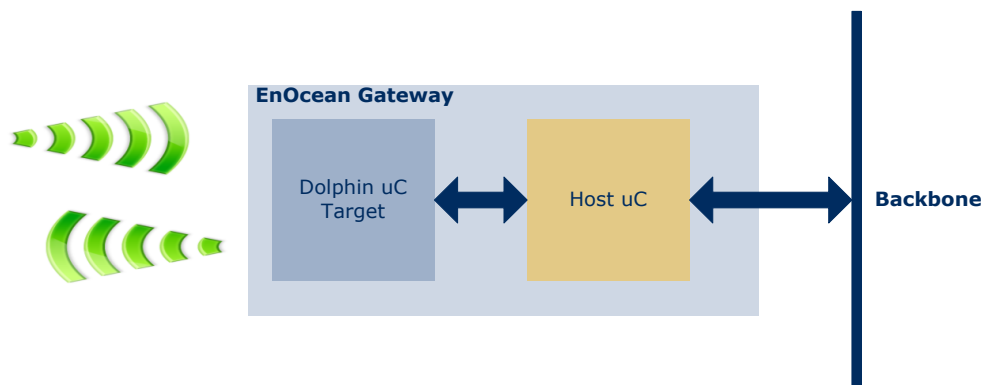 EnOcean Gateway
Dolphin uC
Target
Host uC
Backbone